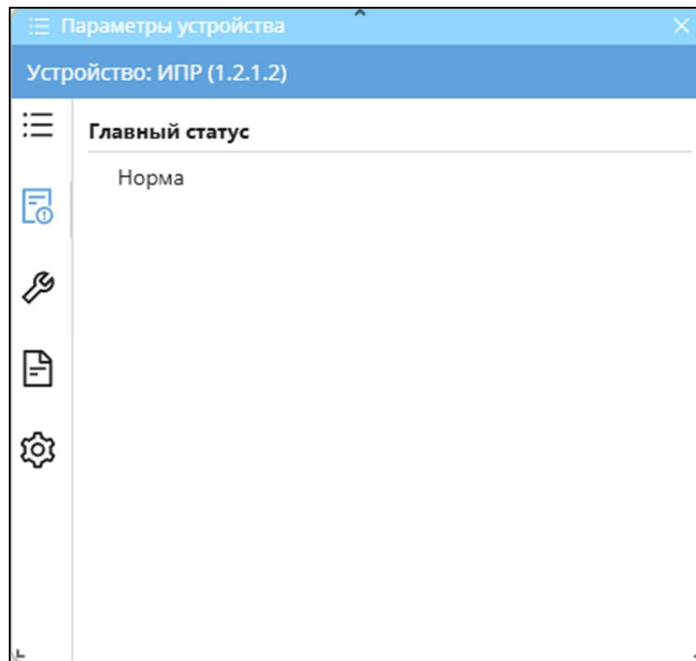 Параметры устройства
Устройство: ИПР (1.2.1.2)
Главный статус
Норма